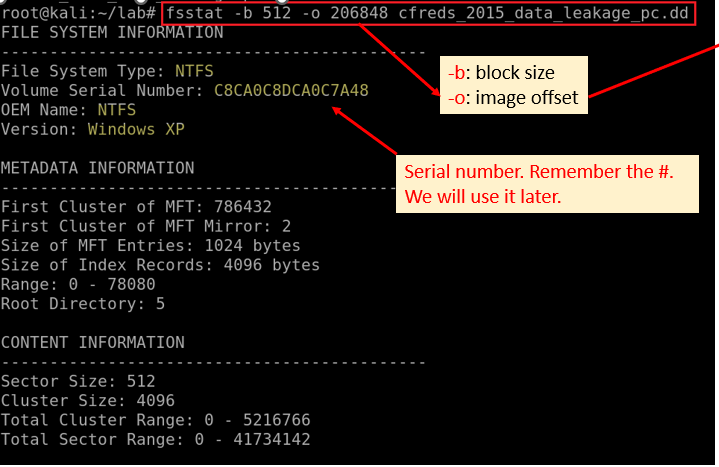 root@kali:~/lab# fsstat -b 512 -o 206848 cfreds_2015_data_leakage_pc.dd
FILE SYSTEM INFORMATION
--------------------------------------------
File System Type: NTFS
Volume Serial Number: C8CA0C8DCA0C7A48
OEM Name: NTFS
Version: Windows XP
-b: block size
-o: image offset
Serial number. Remember the #.
We will use it later.
METADATA INFORMATION
--------------------------------------------
First Cluster of MFT: 786432
First Cluster of MFT Mirror: 2
Size of MFT Entries: 1024 bytes
Size of Index Records: 4096 bytes
Range: 0 - 78080
Root Directory: 5
CONTENT INFORMATION
--------------------------------------------
Sector Size: 512
Cluster Size: 4096
Total Cluster Range: 0 - 5216766
Total Sector Range: 0 - 41734142